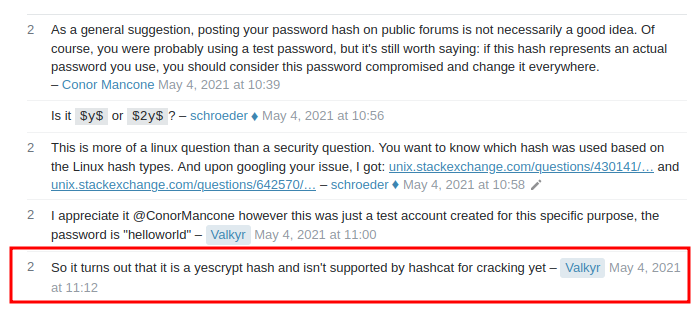 2 As a general suggestion, posting your password hash on public forums is not necessarily a good idea. Of
course, you were probably using a test password, but it's still worth saying: if this hash represents an actual
password you use, you should consider this password compromised and change it everywhere.
– Conor Mancone May 4, 2021 at 10:39
Is it $y$ or $2y$ ? – schroeder ♦ May 4, 2021 at 10:56
2 This is more of a linux question than a security question. You want to know which hash was used based on
the Linux hash types. And upon googling your issue, I got: unix.stackexchange.com/questions/430141/… and
unix.stackexchange.com/questions/642570/… – schroeder ♦ May 4, 2021 at 10:58
2 I appreciate it @ConorMancone however this was just a test account created for this specific purpose, the
password is "helloworld" – Valkyr May 4, 2021 at 11:00
2 So it turns out that it is a yescrypt hash and isn't supported by hashcat for cracking yet – Valkyr May 4, 2021
at 11:12